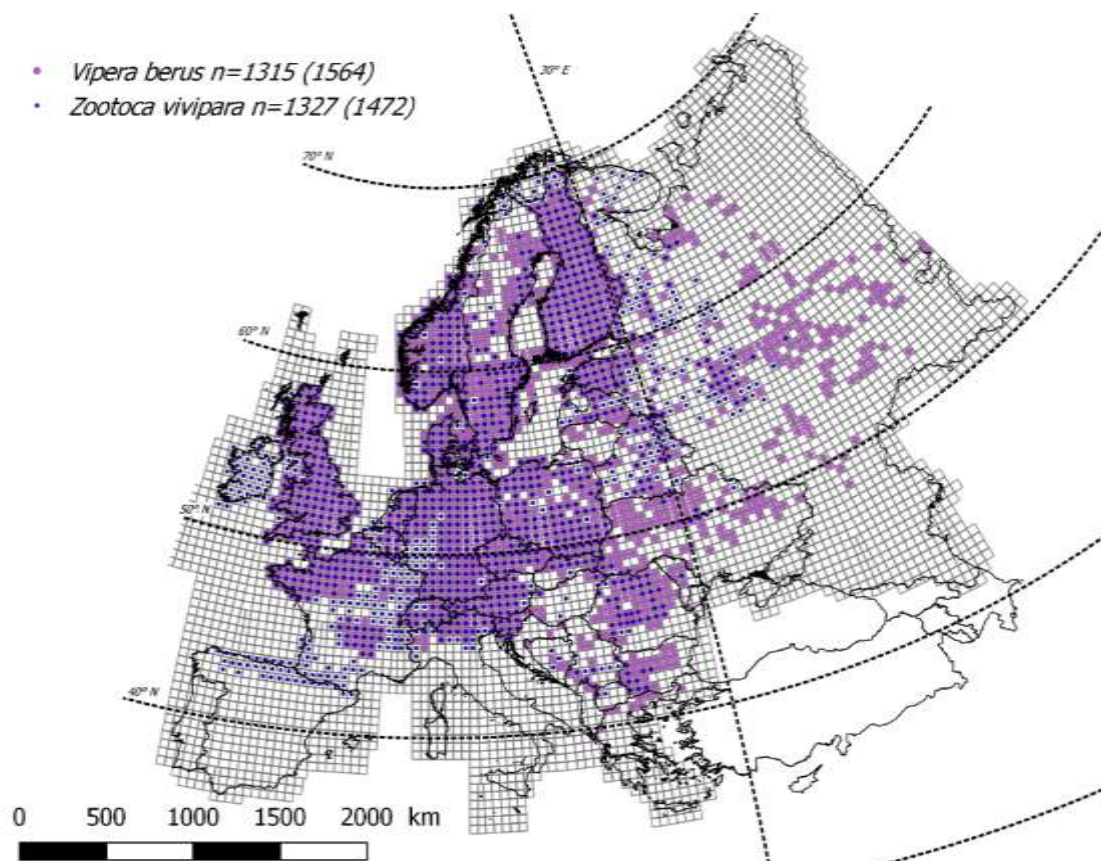 Vipera berus n=1315 (1564)
Zootoca vivipara n=1327 (1472)
30° E
70° N
60° N
50° N
40° N
0 500 1000 1500 2000 km